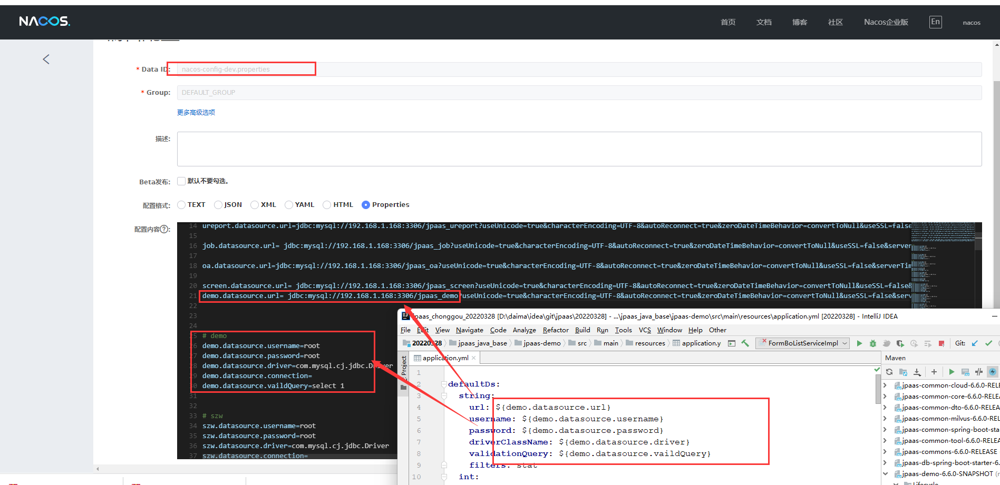 NACOS.
首页 文档 博客 社区 Nacos企业版 En nacos
* Data ID: nacos-config-dev.properties
* Group: DEFAULT_GROUP
更多高级选项
描述:
Beta发布: 默认不要勾选。
配置格式: TEXT JSON XML YAML HTML Properties
配置内容?:
14 ureport.datasource.url=jdbc:mysql://192.168.1.168:3306/jpaas_ureport?useUnicode=true&characterEncoding=UTF-8&autoReconnect=true&zeroDateTimeBehavior=convertToNull&useSSL=false
15
16 job.datasource.url= jdbc:mysql://192.168.1.168:3306/jpaas_job?useUnicode=true&characterEncoding=UTF-8&autoReconnect=true&zeroDateTimeBehavior=convertToNull&useSSL=false&server
17
18 oa.datasource.url=jdbc:mysql://192.168.1.168:3306/jpaas_oa?useUnicode=true&characterEncoding=UTF-8&autoReconnect=true&zeroDateTimeBehavior=convertToNull&useSSL=false&serverTim
19
20 screen.datasource.url= jdbc:mysql://192.168.1.168:3306/jpaas_screen?useUnicode=true&characterEncoding=UTF-8&autoReconnect=true&zeroDateTimeBehavior=convertToNull&useSSL=false&
21 demo.datasource.url= jdbc:mysql://192.168.1.168:3306/jpaas_demo?useUnicode=true&characterEncoding=UTF-8&autoReconnect=true&zeroDateTimeBehavior=convertToNull&useSSL=false&serv
22
23
24
25 # demo
26 demo.datasource.username=root
27 demo.datasource.password=root
28 demo.datasource.driver=com.mysql.cj.jdbc.Driver
29 demo.datasource.connection=
30 demo.datasource.vaildQuery=select 1
31
32
33 # szw
34 szw.datasource.username=root
35 szw.datasource.password=root
36 szw.datasource.driver=com.mysql.cj.jdbc.Driver
37 szw.datasource.connection=
jpaas_chonggou_20220328 [D:\daima\idea\git\jpaas\20220328] - ...\jpaas_java_base\jpaas-demo\src\main\resources\application.yml [20220328] - IntelliJ IDEA
File Edit View Navigate Code Analyze Refactor Build Run Tools VCS Window Help Other
20220328 jpaas_java_base jpaas-demo src main resources application.y FormBoListServiceImpl Git:
Project
application.yml
Maven
1
2 defaultDs:
3 string:
4 url: ${demo.datasource.url}
5 username: ${demo.datasource.username}
6 password: ${demo.datasource.password}
7 driverClassName: ${demo.datasource.driver}
8 validationQuery: ${demo.datasource.vaildQuery}
9 filters: stat
10 int:
jpaas-common-cloud-6.6.0-RELE
jpaas-common-core-6.6.0-RELEA
jpaas-common-dto-6.6.0-RELEAS
jpaas-common-milvus-6.6.0-REL
jpaas-common-spring-boot-star
jpaas-common-tool-6.6.0-RELEA
jpaas-commons-6.6.0-RELEASE
jpaas-db-spring-boot-starter-6.
jpaas-demo-6.6.0-SNAPSHOT (r
Lifecycle